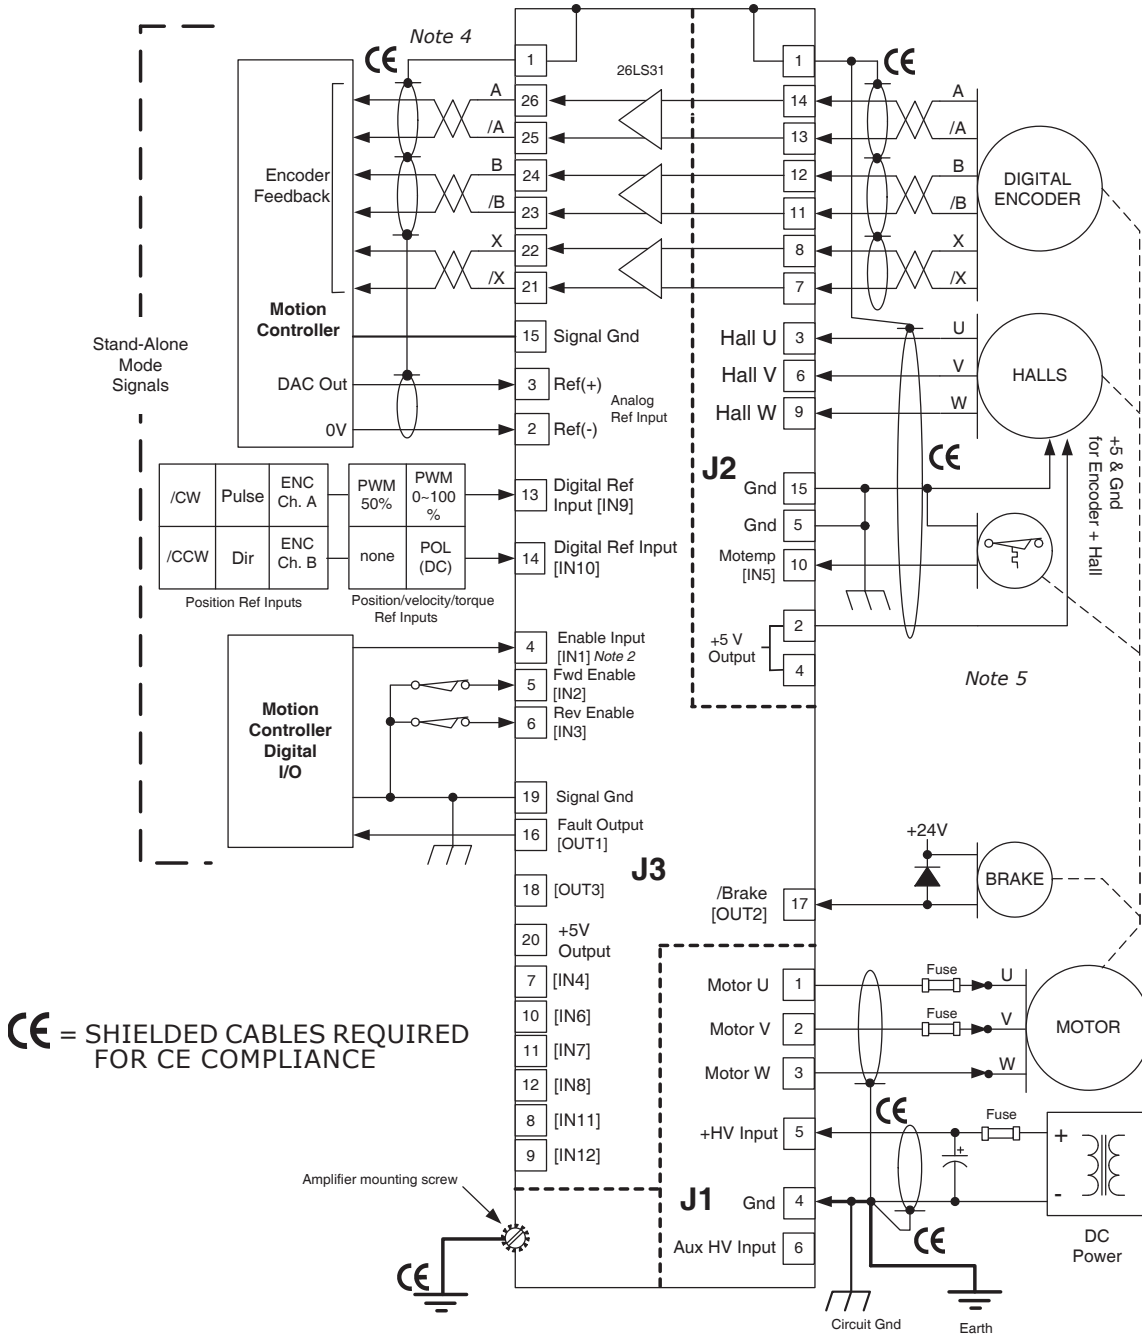 Note 4
CE
1
26LS31
1
CE
A
26
14
A
/A
25
13
/A
Encoder
Feedback
B
24
12
B
/B
23
11
/B
DIGITAL
ENCODER
X
22
8
X
/X
21
7
/X
Motion
Controller
15
Signal Gnd
Stand-Alone
Mode
Signals
DAC Out
3
Ref(+)
Analog
Ref Input
0V
2
Ref(-)
Hall U
3
U
Hall V
6
V
HALLS
Hall W
9
W
J2
CE
+5 & Gnd
for Encoder + Hall
/CW
Pulse
ENC
Ch. A
PWM
50%
PWM
0~100
%
13
Digital Ref
Input [IN9]
/CCW
Dir
ENC
Ch. B
none
POL
(DC)
14
Digital Ref Input
[IN10]
Position Ref Inputs
Position/velocity/torque
Ref Inputs
Gnd
15
Gnd
5
Motemp
[IN5]
10
2
+5 V
Output
4
Note 5
4
Enable Input
[IN1] Note 2
5
Fwd Enable
[IN2]
6
Rev Enable
[IN3]
Motion
Controller
Digital
I/O
19
Signal Gnd
16
Fault Output
[OUT1]
J3
18
[OUT3]
20
+5V
Output
7
[IN4]
10
[IN6]
11
[IN7]
12
[IN8]
8
[IN11]
9
[IN12]
+24V
BRAKE
/Brake
[OUT2]
17
Motor U
1
Fuse
U
Motor V
2
Fuse
V
MOTOR
Motor W
3
W
CE
+HV Input
5
Fuse
+
+
-
J1
Gnd
4
CE
DC
Power
Aux HV Input
6
Circuit Gnd
Earth
CE = SHIELDED CABLES REQUIRED
FOR CE COMPLIANCE
Amplifier mounting screw
CE